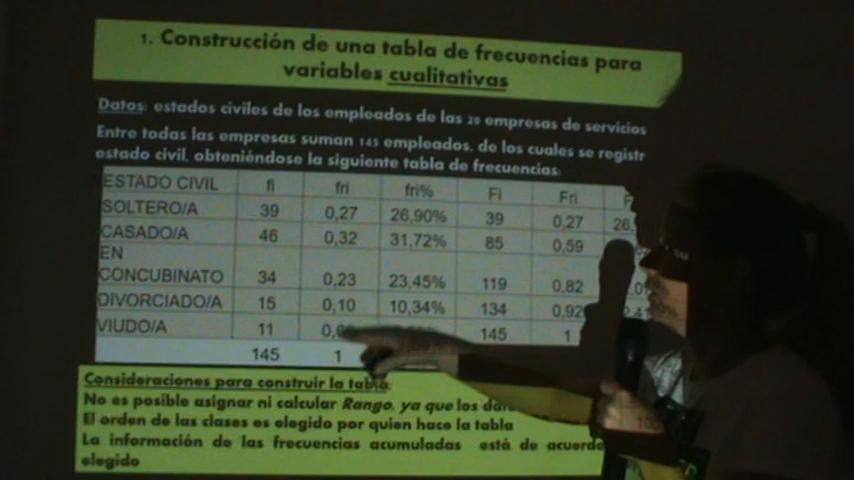 1. Construcción de una tabla de frecuencias para
variables cualitativas
Datos: estados civiles de los empleados de las 20 empresas de servicios
Entre todas las empresas suman 145 empleados, de los cuales se registr
estado civil, obteniéndose la siguiente tabla de frecuencias:
ESTADO CIVIL fi fri fri% Fi Fri F
SOLTERO/A 39 0,27 26,90% 39 0,27 26,
CASADO/A 46 0,32 31,72% 85 0,59
EN
CONCUBINATO 34 0,23 23,45% 119 0,82
DIVORCIADO/A 15 0,10 10,34% 134 0,92
VIUDO/A 11 145 1
145 1
Consideraciones para construir la tabla:
No es posible asignar ni calcular Rango, ya que los
El orden de las clases es elegido por quien hace la tabla
La información de las frecuencias acumuladas está de acuerdo
elegido